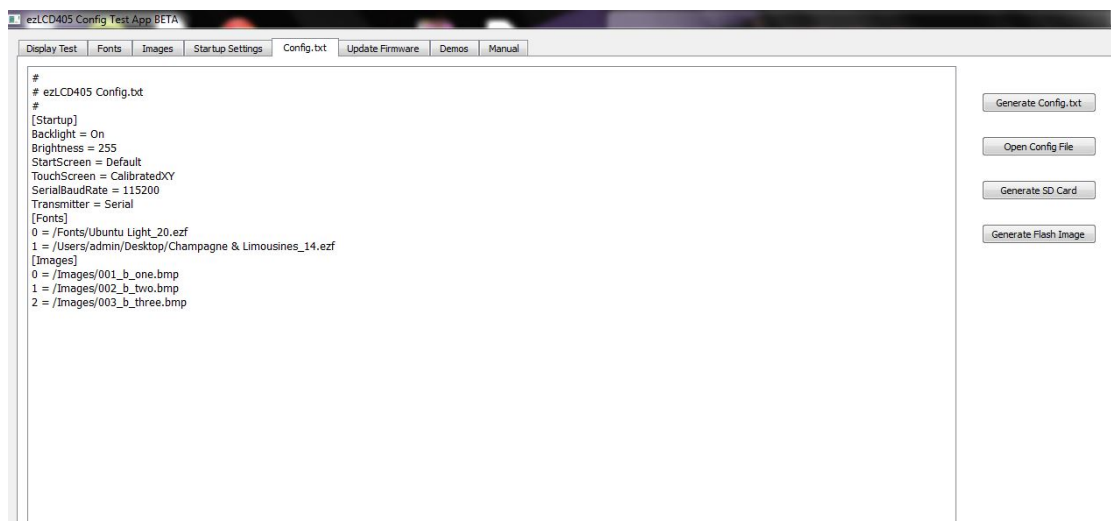 ezLCD405 Config Test App BETA
Display Test Fonts Images Startup Settings Config.txt Update Firmware Demos Manual
#
# ezLCD405 Config.txt
#
[Startup]
Backlight = On
Brightness = 255
StartScreen = Default
TouchScreen = CalibratedXY
SerialBaudRate = 115200
Transmitter = Serial
[Fonts]
0 = /Fonts/Ubuntu Light_20.ezf
1 = /Users/admin/Desktop/Champagne & Limousines_14.ezf
[Images]
0 = /Images/001_b_one.bmp
1 = /Images/002_b_two.bmp
2 = /Images/003_b_three.bmp
Generate Config.txt
Open Config File
Generate SD Card
Generate Flash Image